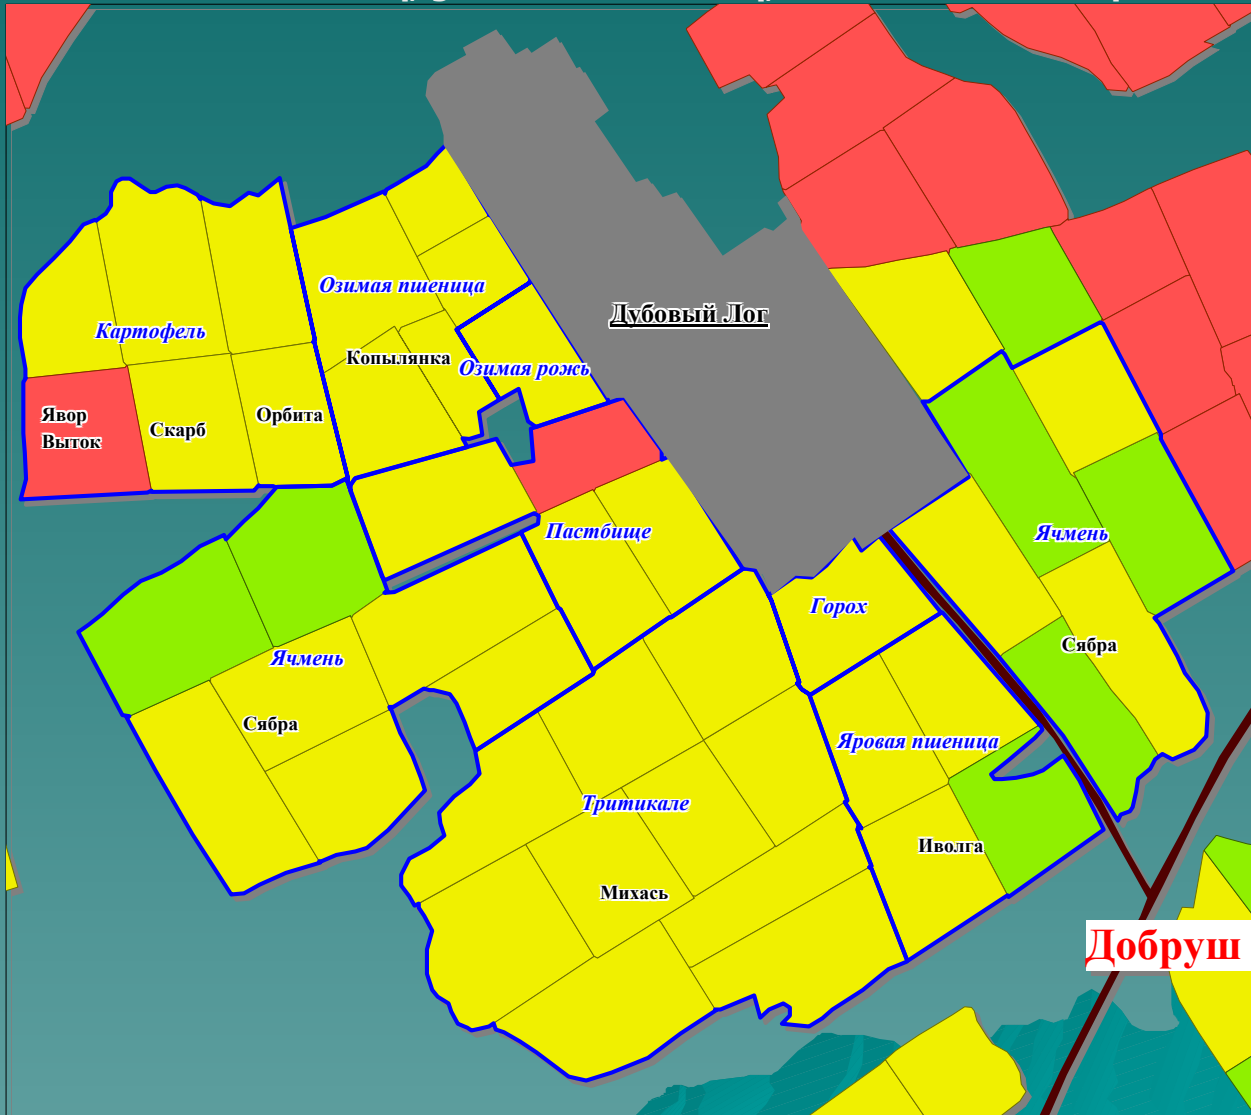 Озимая пшеница
Дубовый Лог
Картофель
Копылянка
Озимая рожь
Явор
Выток
Скарб
Орбита
Пастбище
Ячмень
Горох
Сябра
Ячмень
Сябра
Яровая пшеница
Тритикале
Иволга
Михась
Добруш